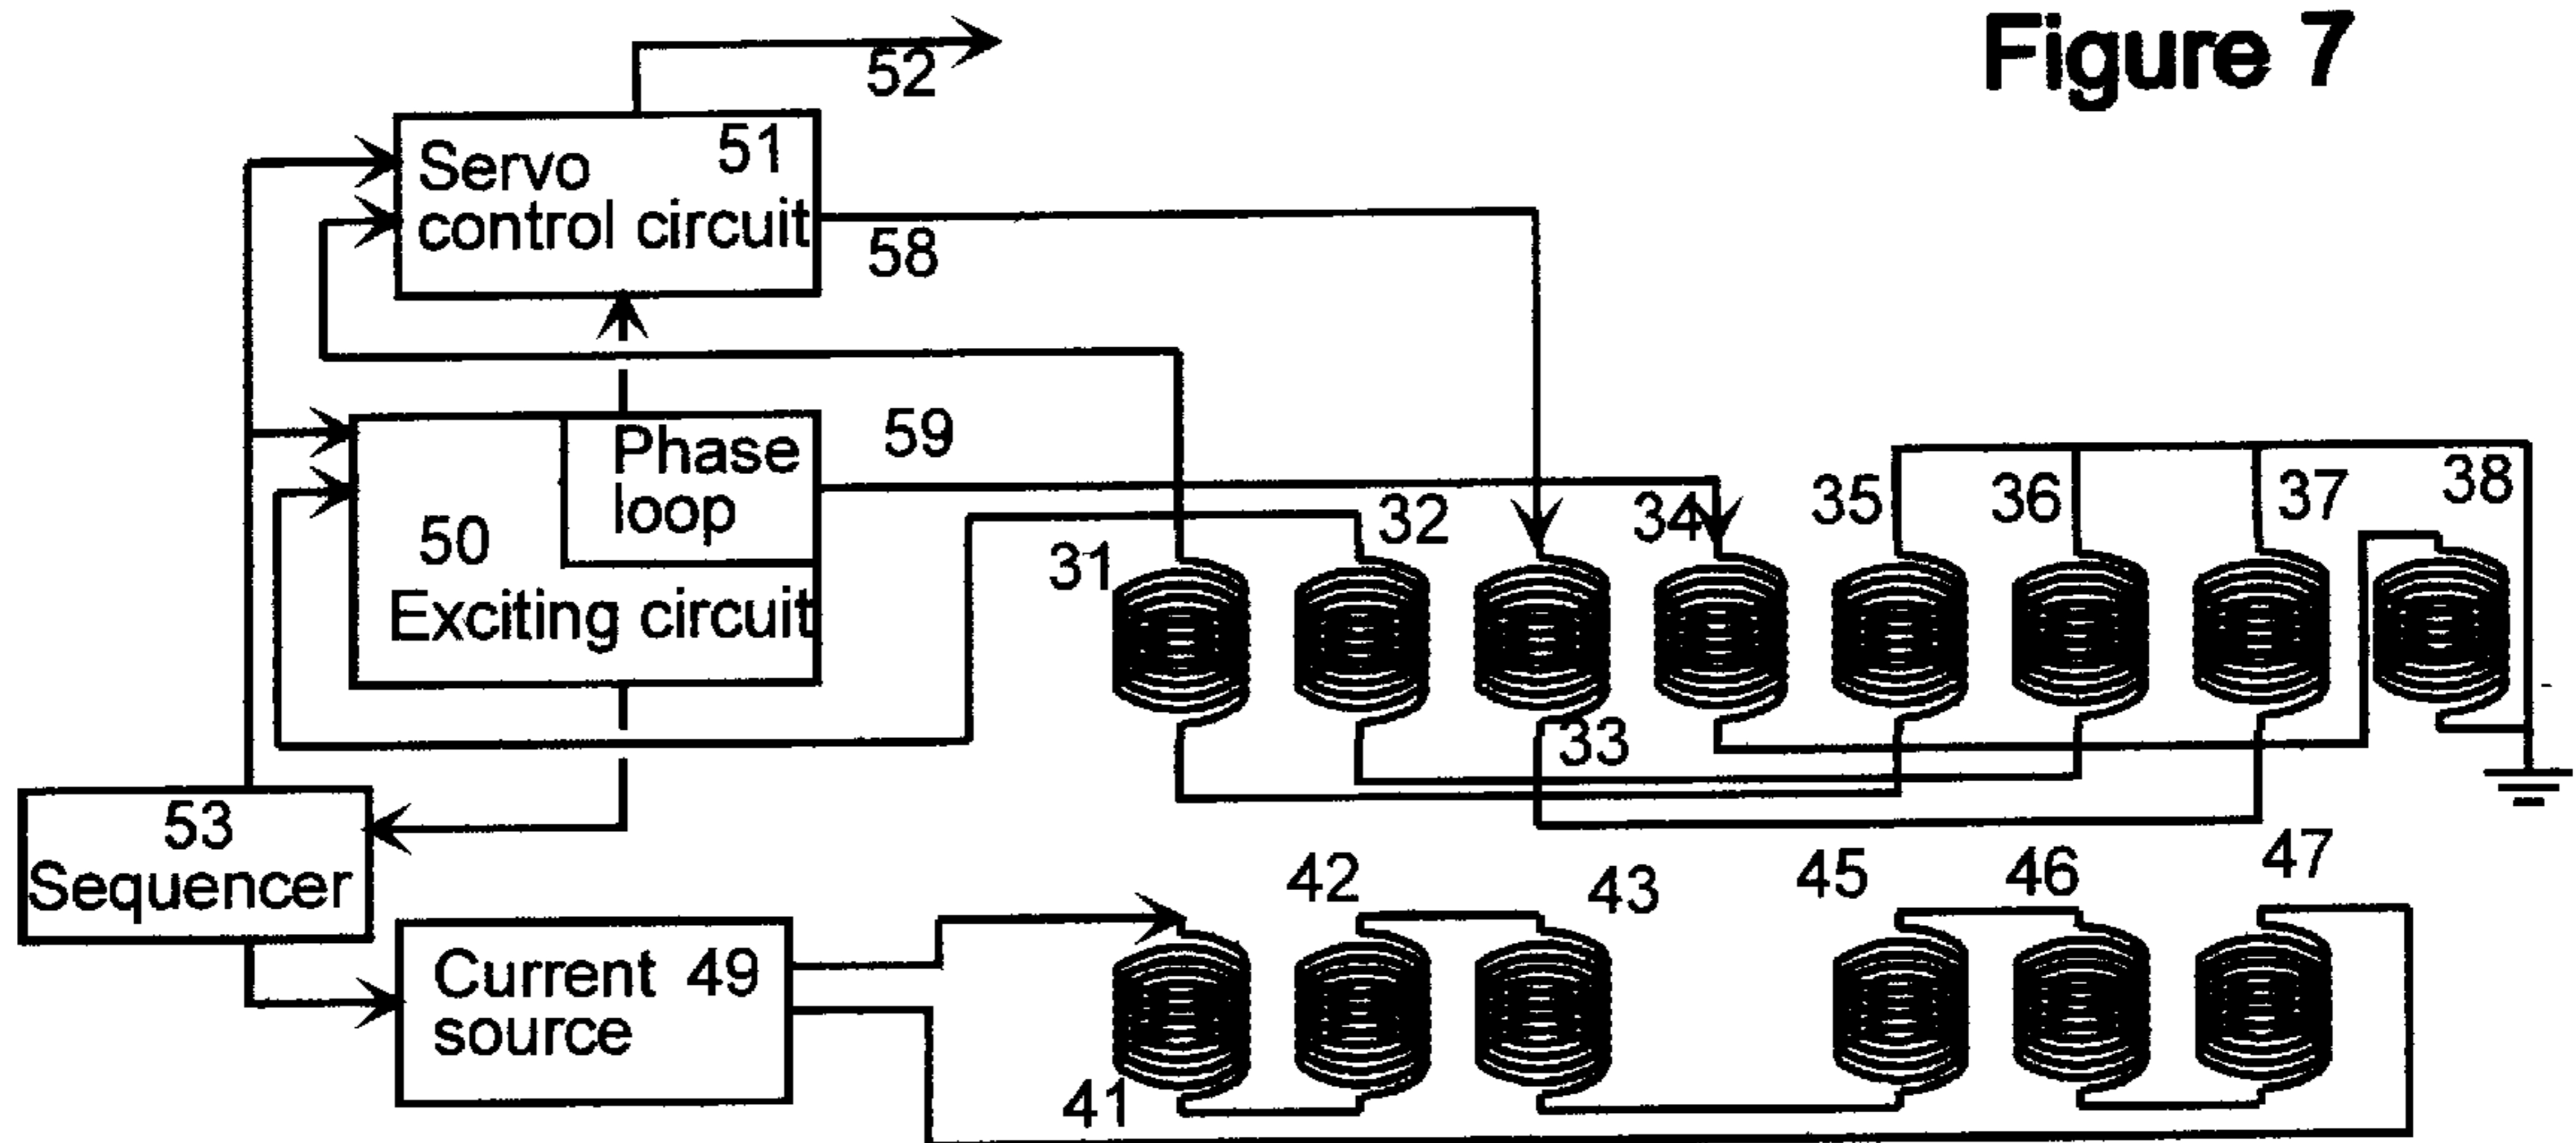 Figure 7
52
51
Servo
control circuit
58
59
Phase
loop
50
Exciting circuit
31
32
33
34
35
36
37
38
53
Sequencer
Current 49
source
41
42
43
45
46
47